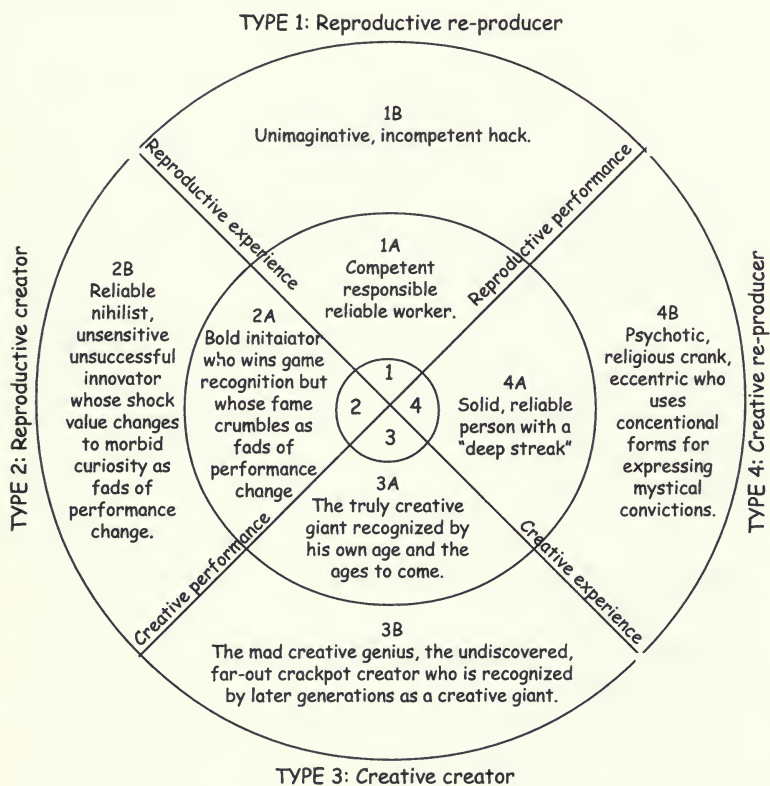 TYPE 1: Reproductive re-producer
1B
Unimaginative, incompetent hack.
Reproductive experience
Reproductive performance
1A
Competent
responsible
reliable worker.
TYPE 2: Reproductive creator
2B
Reliable
nihilist,
unsensitive
unsuccessful
innovator
whose shock
value changes
to morbid
curiosity as
fads of
performance
change.
2A
Bold initaiator
who wins game
recognition but
whose fame
crumbles as
fads of
performance
change
1
2
4
3
4A
Solid, reliable
person with a
"deep streak"
4B
Psychotic,
religious crank,
eccentric who
uses
concentional
forms for
expressing
mystical
convictions.
TYPE 4: Creative re-producer
3A
The truly creative
giant recognized by
his own age and the
ages to come.
Creative performance
Creative experience
3B
The mad creative genius, the undiscovered,
far-out crackpot creator who is recognized
by later generations as a creative giant.
TYPE 3: Creative creator